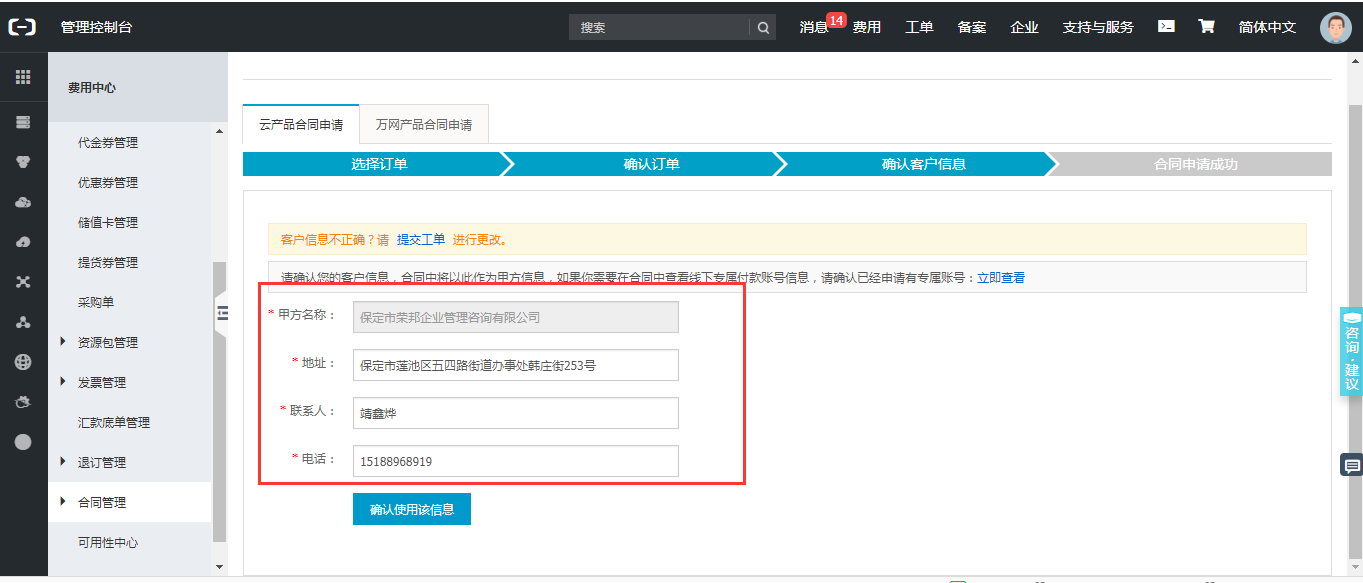 管理控制台
搜索
消息 14 费用 工单 备案 企业 支持与服务 简体中文
费用中心
代金券管理
优惠券管理
储值卡管理
提货券管理
采购单
资源包管理
发票管理
汇款底单管理
退订管理
合同管理
可用性中心
云产品合同申请 万网产品合同申请
选择订单 确认订单 确认客户信息 合同申请成功
客户信息不正确？请 提交工单 进行更改。
请确认您的客户信息，合同中将以此作为甲方信息，如果你需要在合同中查看线下专属付款账号信息，请确认已经申请有专属账号：立即查看
* 甲方名称： 保定市荣邦企业管理咨询有限公司
* 地址： 保定市莲池区五四路街道办事处韩庄街253号
* 联系人： 靖鑫烨
* 电话： 15188968919
确认使用该信息
咨询·建议